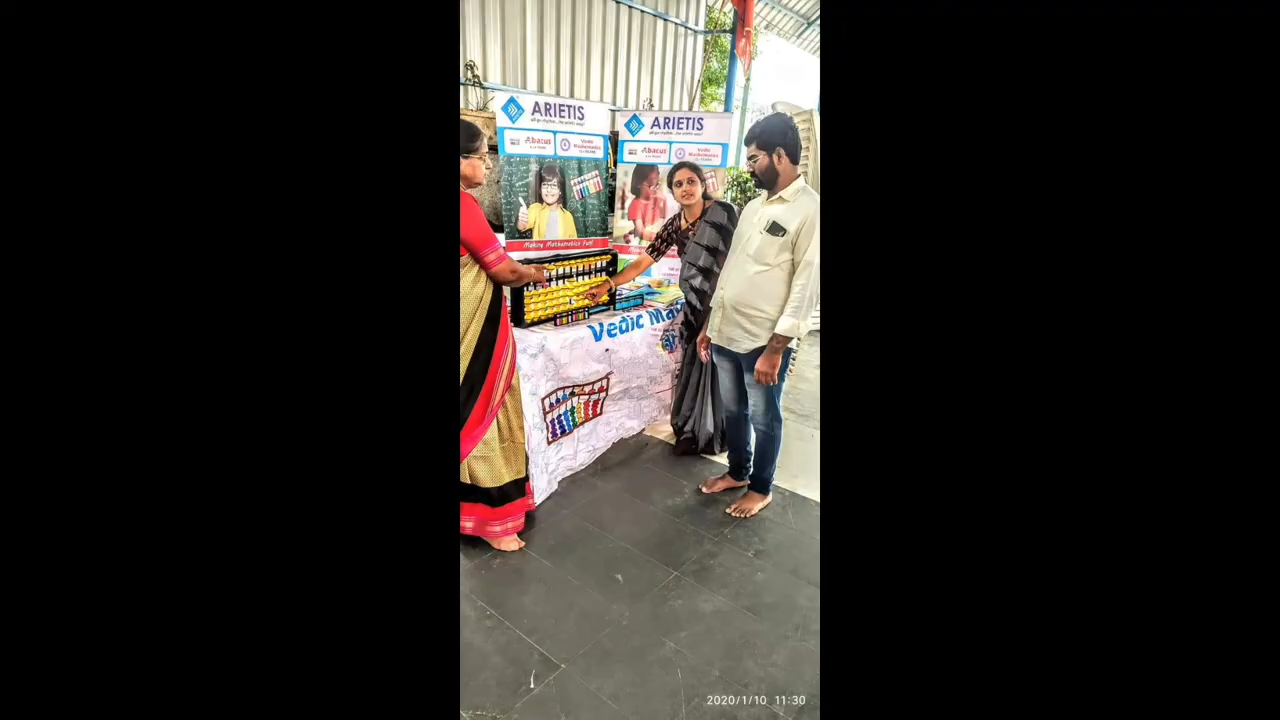 ARIETIS
Abacus
Vedic
Mathematics
Making Mathematics Fun!
ARIETIS
Abacus
Vedic
Mathematics
Vedic Ma
2020/1/10 11:30